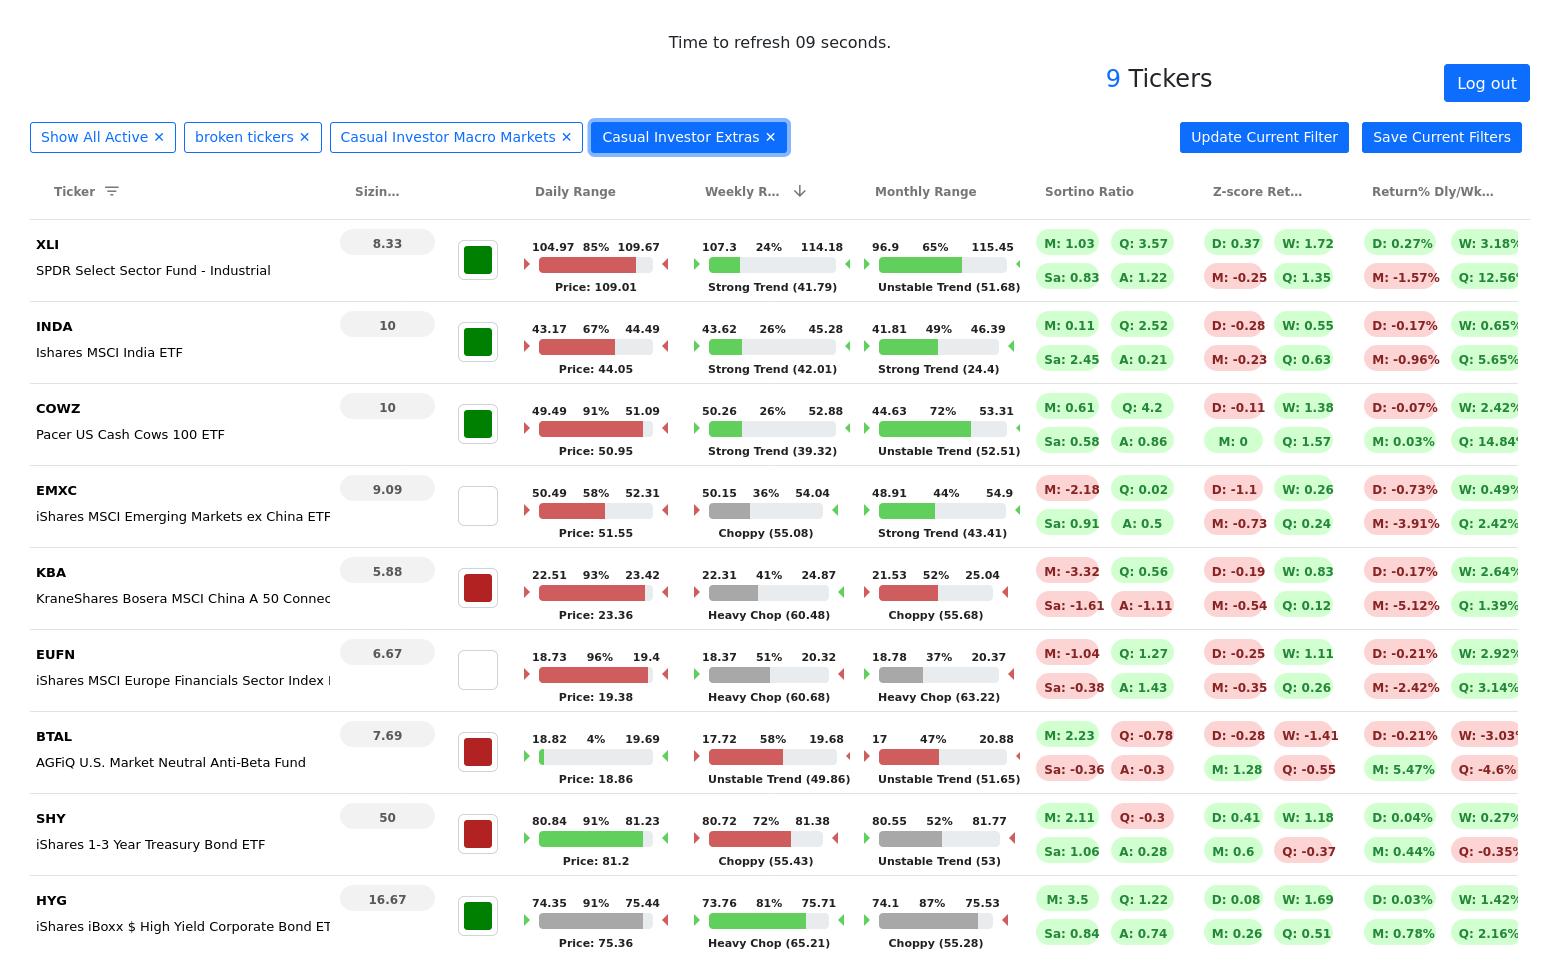 Time to refresh 09 seconds.
9 Tickers
Log out
Show All Active ✕ broken tickers ✕ Casual Investor Macro Markets ✕ Casual Investor Extras ✕ Update Current Filter Save Current Filters
Ticker Sizin... Daily Range Weekly R... Monthly Range Sortino Ratio Z-score Ret... Return% Dly/Wk...
XLI 8.33 104.97 85% 109.67 107.3 24% 114.18 96.9 65% 115.45 M: 1.03 Q: 3.57 D: 0.37 W: 1.72 D: 0.27% W: 3.18%
SPDR Select Sector Fund - Industrial Sa: 0.83 A: 1.22 M: -0.25 Q: 1.35 M: -1.57% Q: 12.56%
Price: 109.01 Strong Trend (41.79) Unstable Trend (51.68)
INDA 10 43.17 67% 44.49 43.62 26% 45.28 41.81 49% 46.39 M: 0.11 Q: 2.52 D: -0.28 W: 0.55 D: -0.17% W: 0.65%
Ishares MSCI India ETF Sa: 2.45 A: 0.21 M: -0.23 Q: 0.63 M: -0.96% Q: 5.65%
Price: 44.05 Strong Trend (42.01) Strong Trend (24.4)
COWZ 10 49.49 91% 51.09 50.26 26% 52.88 44.63 72% 53.31 M: 0.61 Q: 4.2 D: -0.11 W: 1.38 D: -0.07% W: 2.42%
Pacer US Cash Cows 100 ETF Sa: 0.58 A: 0.86 M: 0 Q: 1.57 M: 0.03% Q: 14.84%
Price: 50.95 Strong Trend (39.32) Unstable Trend (52.51)
EMXC 9.09 50.49 58% 52.31 50.15 36% 54.04 48.91 44% 54.9 M: -2.18 Q: 0.02 D: -1.1 W: 0.26 D: -0.73% W: 0.49%
iShares MSCI Emerging Markets ex China ETF Sa: 0.91 A: 0.5 M: -0.73 Q: 0.24 M: -3.91% Q: 2.42%
Price: 51.55 Choppy (55.08) Strong Trend (43.41)
KBA 5.88 22.51 93% 23.42 22.31 41% 24.87 21.53 52% 25.04 M: -3.32 Q: 0.56 D: -0.19 W: 0.83 D: -0.17% W: 2.64%
KraneShares Bosera MSCI China A 50 Connec Sa: -1.61 A: -1.11 M: -0.54 Q: 0.12 M: -5.12% Q: 1.39%
Price: 23.36 Heavy Chop (60.48) Choppy (55.68)
EUFN 6.67 18.73 96% 19.4 18.37 51% 20.32 18.78 37% 20.37 M: -1.04 Q: 1.27 D: -0.25 W: 1.11 D: -0.21% W: 2.92%
iShares MSCI Europe Financials Sector Index Sa: -0.38 A: 1.43 M: -0.35 Q: 0.26 M: -2.42% Q: 3.14%
Price: 19.38 Heavy Chop (60.68) Heavy Chop (63.22)
BTAL 7.69 18.82 4% 19.69 17.72 58% 19.68 17 47% 20.88 M: 2.23 Q: -0.78 D: -0.28 W: -1.41 D: -0.21% W: -3.03%
AGFiQ U.S. Market Neutral Anti-Beta Fund Sa: -0.36 A: -0.3 M: 1.28 Q: -0.55 M: 5.47% Q: -4.6%
Price: 18.86 Unstable Trend (49.86) Unstable Trend (51.65)
SHY 50 80.84 91% 81.23 80.72 72% 81.38 80.55 52% 81.77 M: 2.11 Q: -0.3 D: 0.41 W: 1.18 D: 0.04% W: 0.27%
iShares 1-3 Year Treasury Bond ETF Sa: 1.06 A: 0.28 M: 0.6 Q: -0.37 M: 0.44% Q: -0.35%
Price: 81.2 Choppy (55.43) Unstable Trend (53)
HYG 16.67 74.35 91% 75.44 73.76 81% 75.71 74.1 87% 75.53 M: 3.5 Q: 1.22 D: 0.08 W: 1.69 D: 0.03% W: 1.42%
iShares iBoxx $ High Yield Corporate Bond ET Sa: 0.84 A: 0.74 M: 0.26 Q: 0.51 M: 0.78% Q: 2.16%
Price: 75.36 Heavy Chop (65.21) Choppy (55.28)